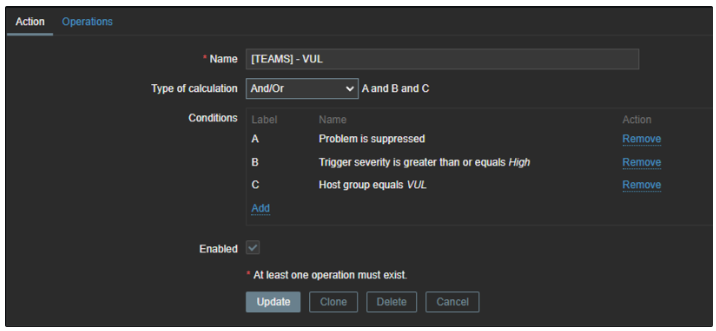 Action Operations
* Name [TEAMS] - VUL
Type of calculation And/Or A and B and C
Conditions Label Name Action
A Problem is suppressed Remove
B Trigger severity is greater than or equals High Remove
C Host group equals VUL Remove
Add
Enabled
* At least one operation must exist.
Update Clone Delete Cancel